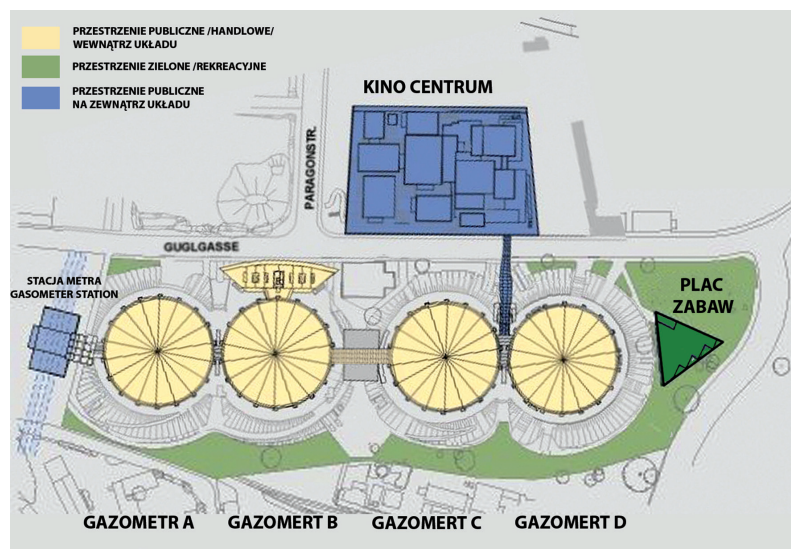 PRZESTRZENIE PUBLICZNE /HANDLOWE/
WEWNĄTRZ UKŁADU
PRZESTRZENIE ZIELONE /REKREACYJNE
PRZESTRZENIE PUBLICZNE
NA ZEWNĄTRZ UKŁADU
KINO CENTRUM
PARAGONSTR.
GUGLGASSE
STACJA METRA
GASOMETER STATION
PLAC
ZABAW
GAZOMETR A
GAZOMERT B
GAZOMERT C
GAZOMERT D